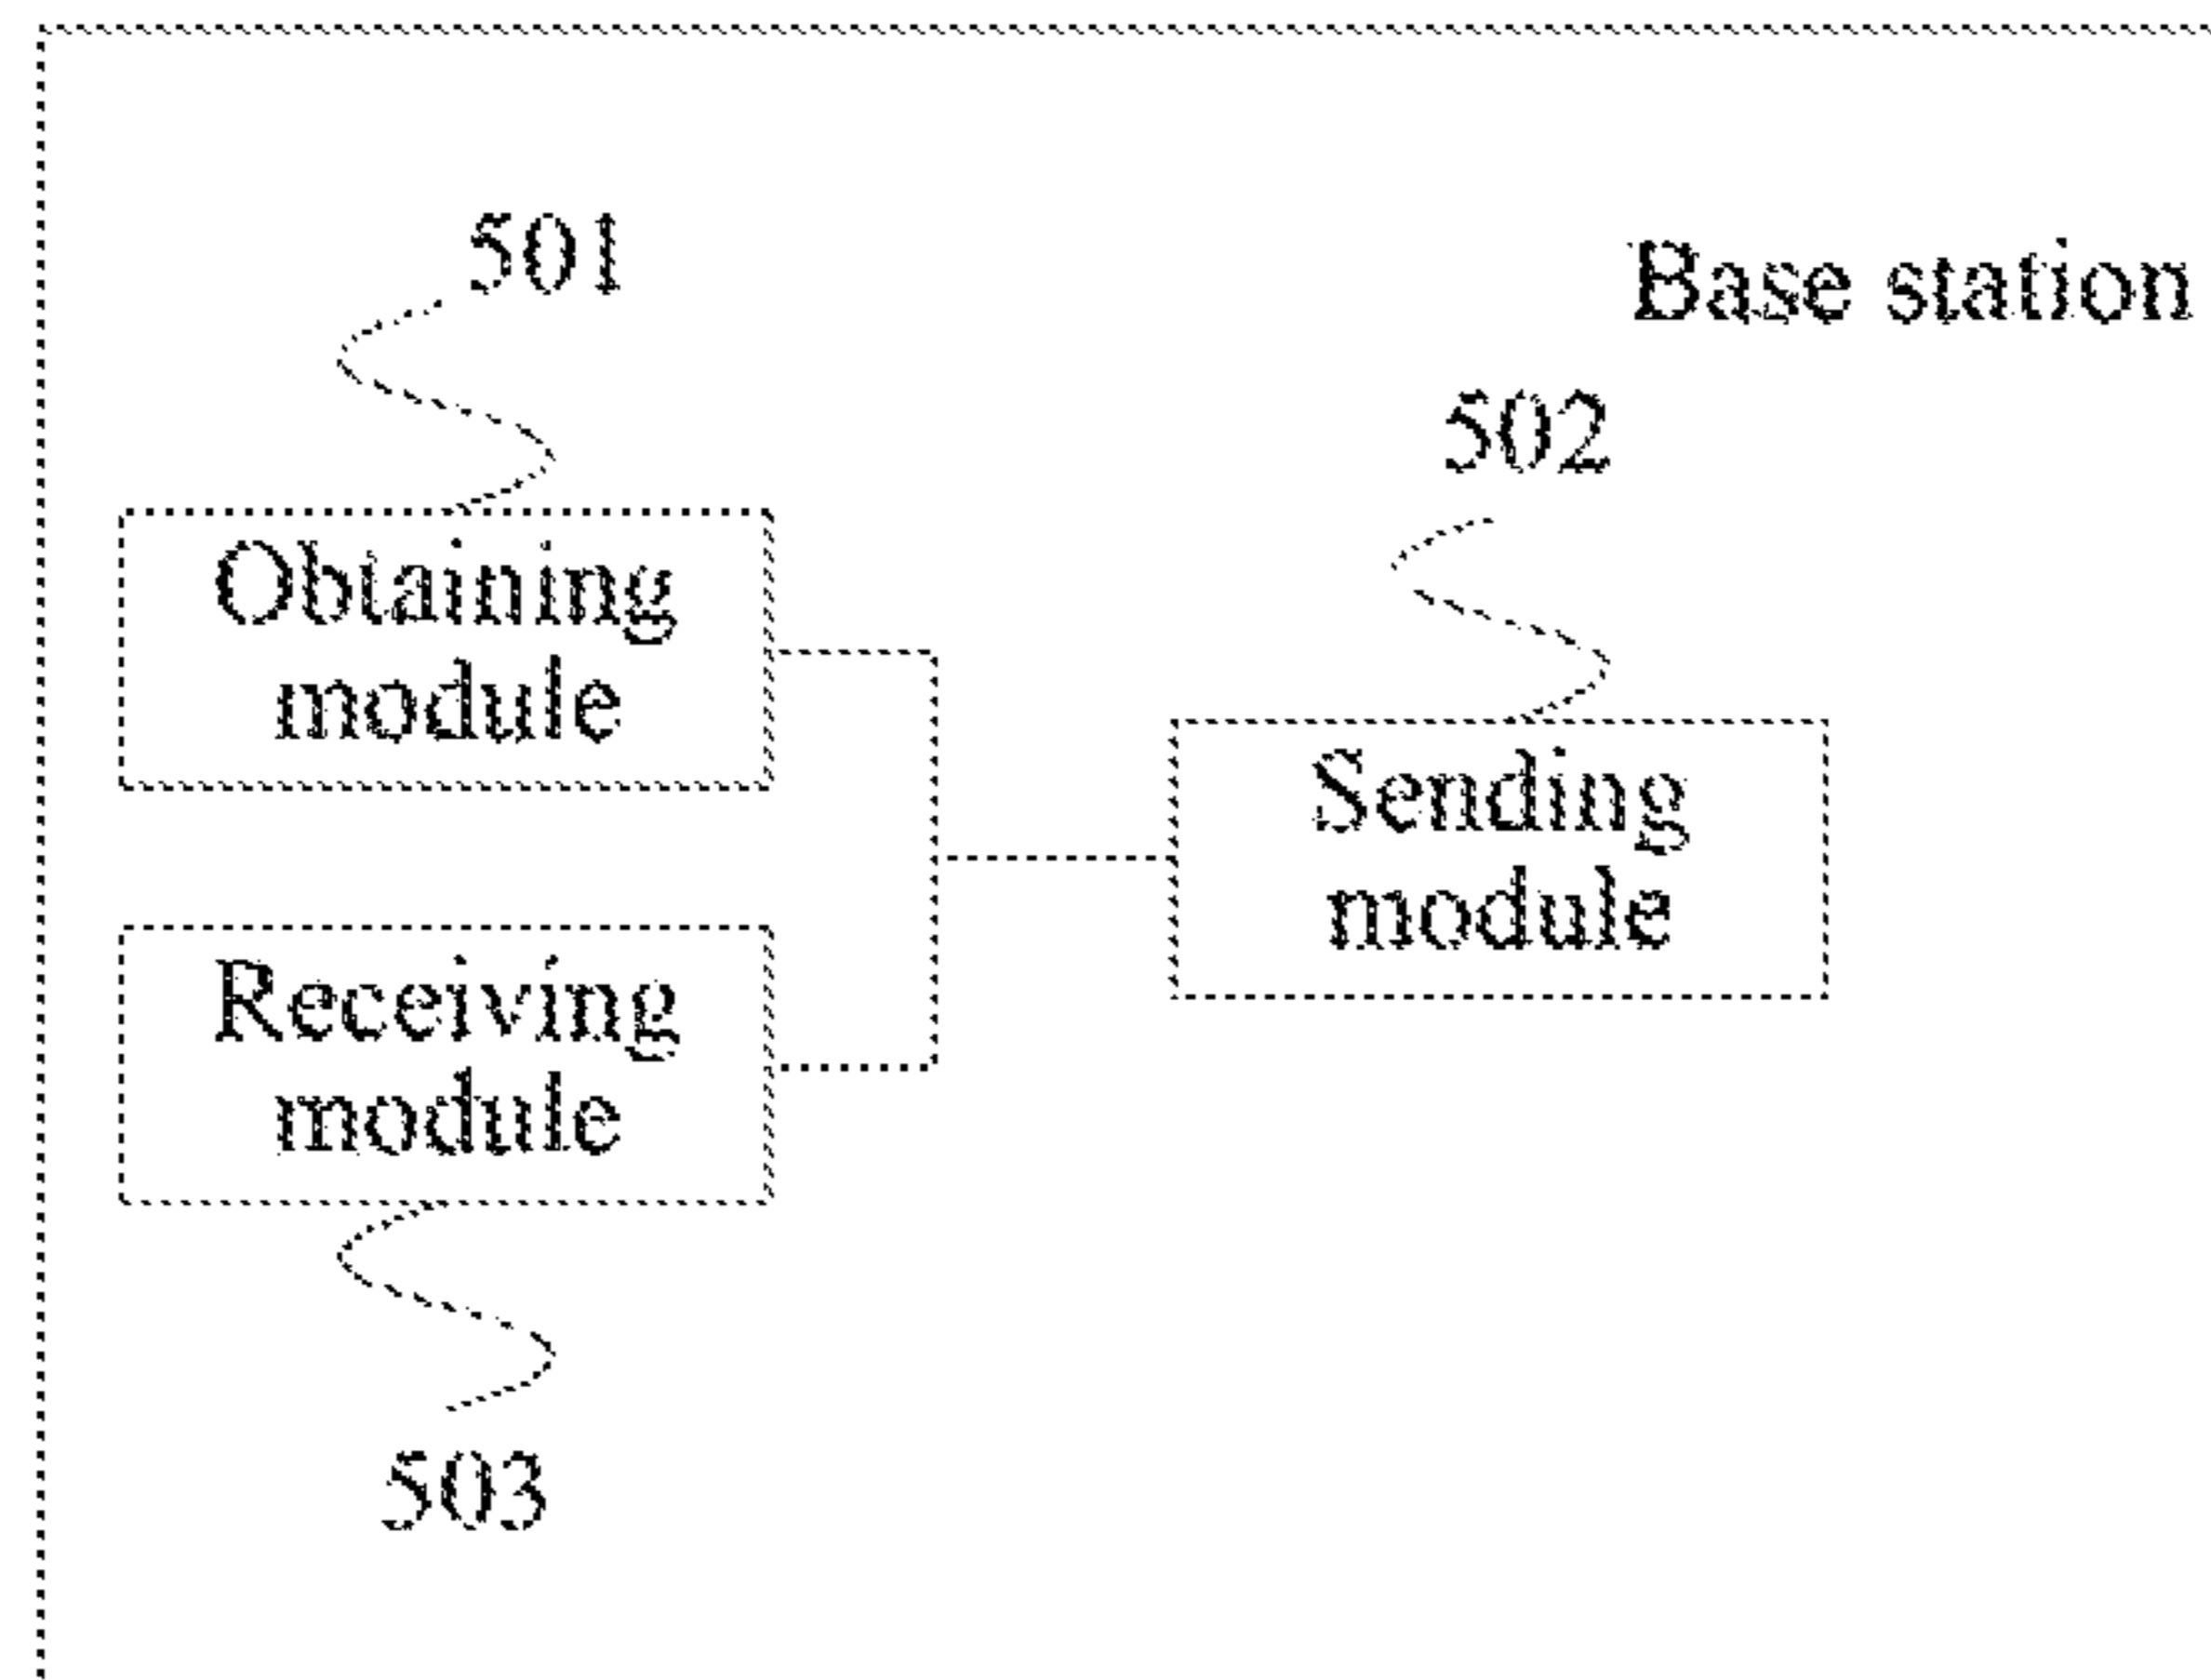 501
Base station
502
Obtaining
module
Sending
module
Receiving
module
503